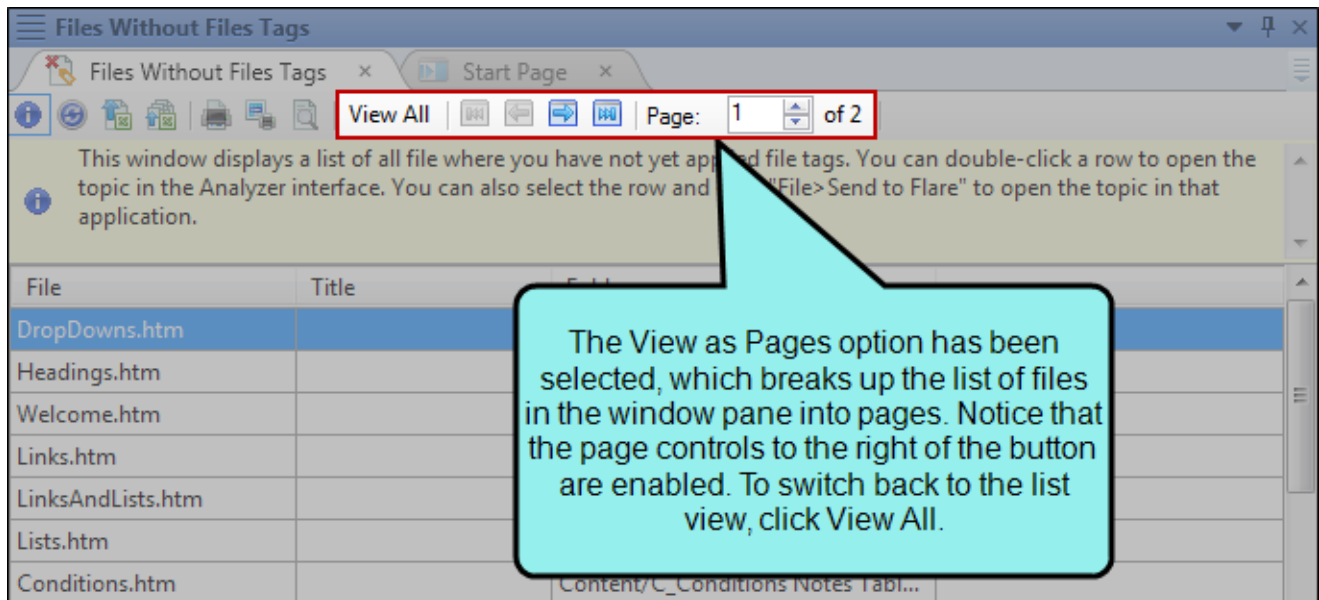 Files Without Files Tags
Files Without Files Tags
Start Page
View All
Page:
1
of 2
This window displays a list of all file where you have not yet app ed file tags. You can double-click a row to open the
topic in the Analyzer interface. You can also select the row and "File>Send to Flare" to open the topic in that
application.
File
Title
DropDowns.htm
Headings.htm
Welcome.htm
Links.htm
LinksAndLists.htm
Lists.htm
Conditions.htm
Content/C_Conditions Notes Tabl...
The View as Pages option has been
selected, which breaks up the list of files
in the window pane into pages. Notice that
the page controls to the right of the button
are enabled. To switch back to the list
view, click View All.